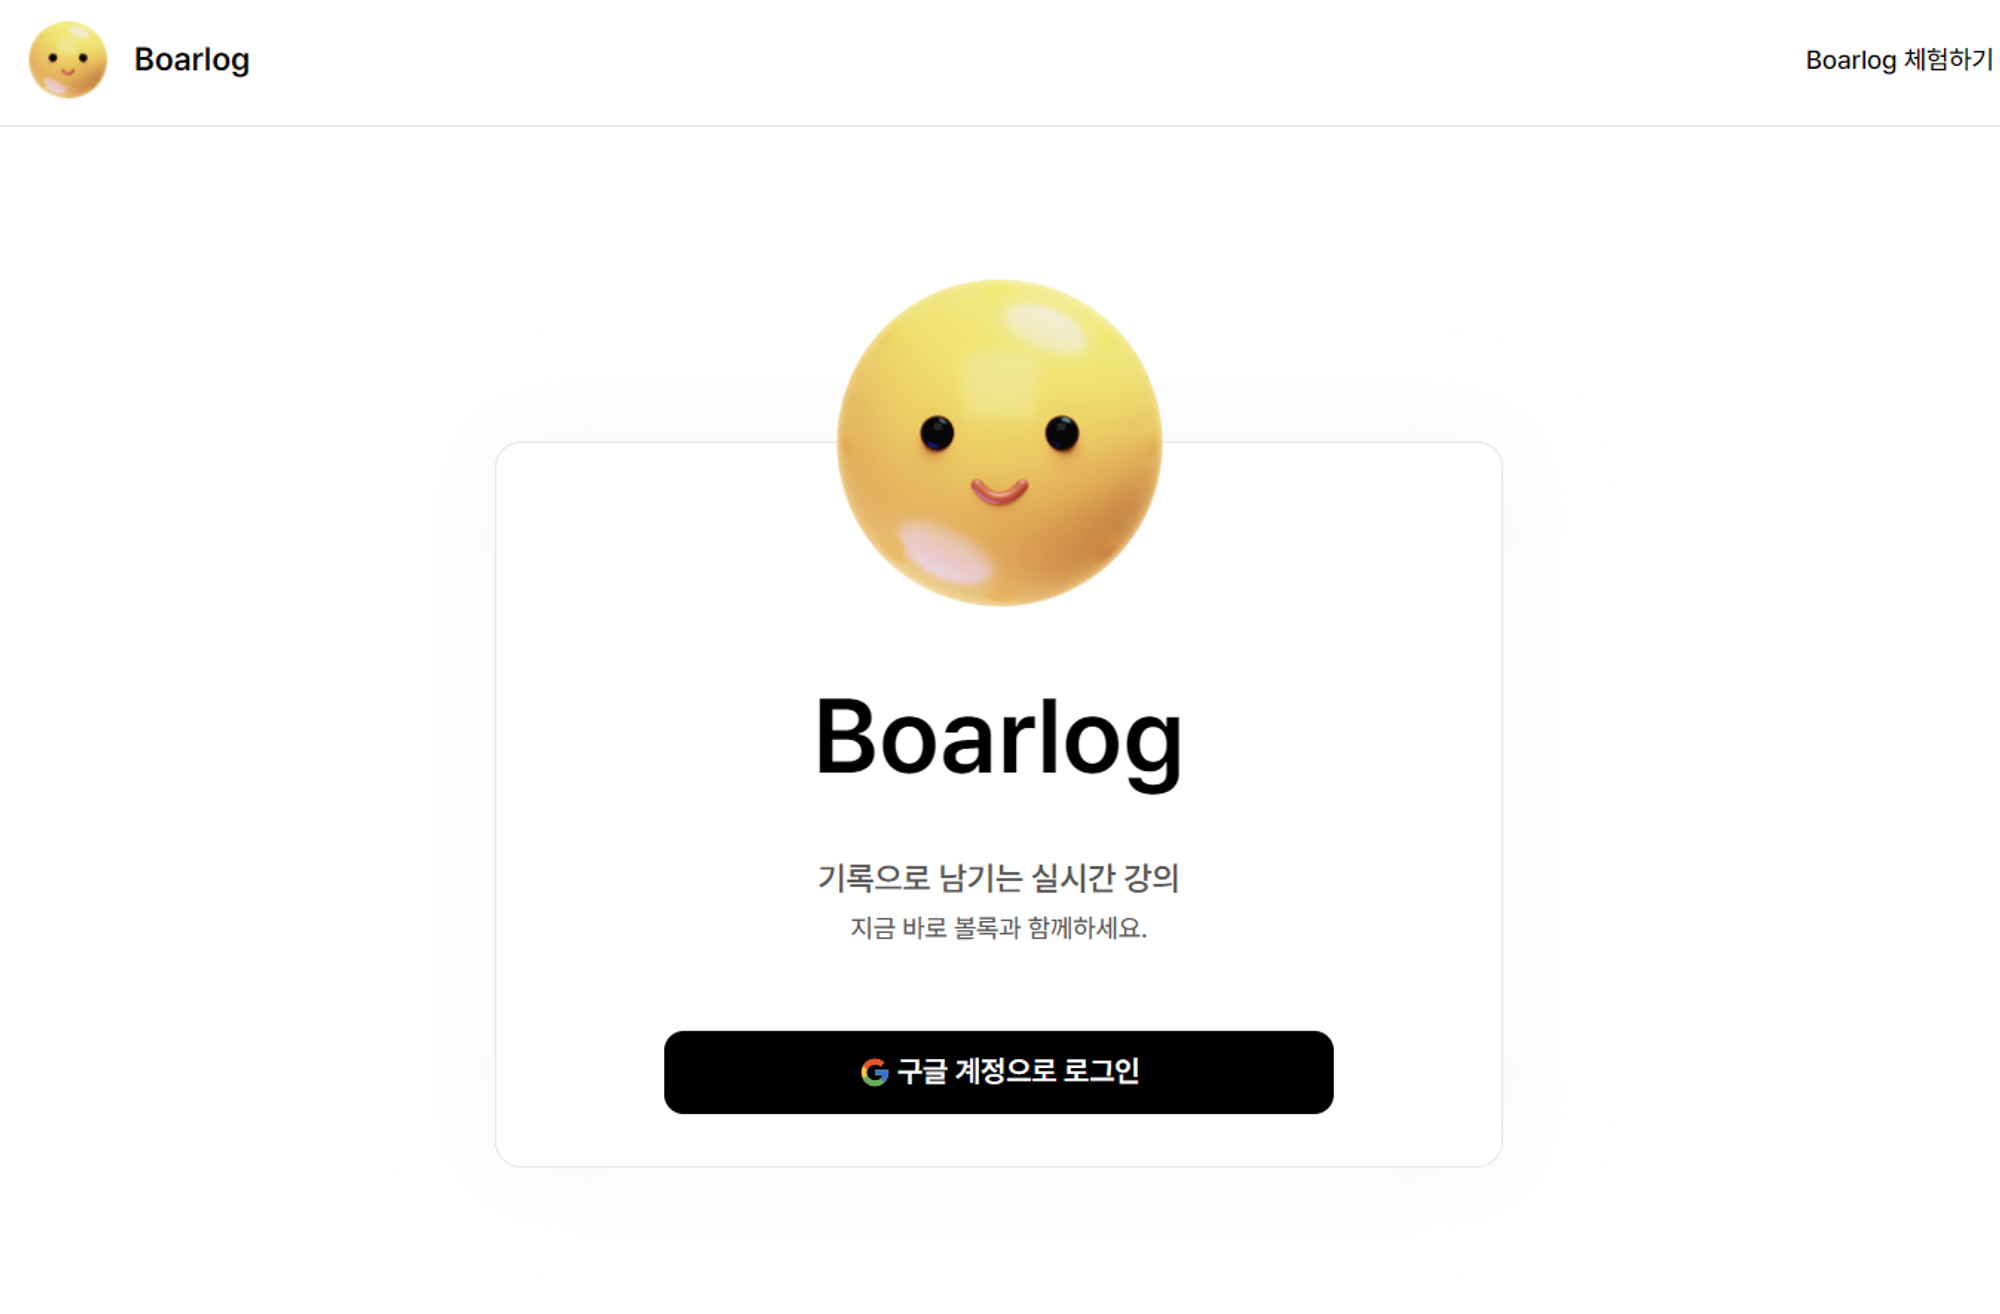 Boarlog
Boarlog 체험하기
Boarlog
기록으로 남기는 실시간 강의
지금 바로 볼록과 함께하세요.
구글 계정으로 로그인